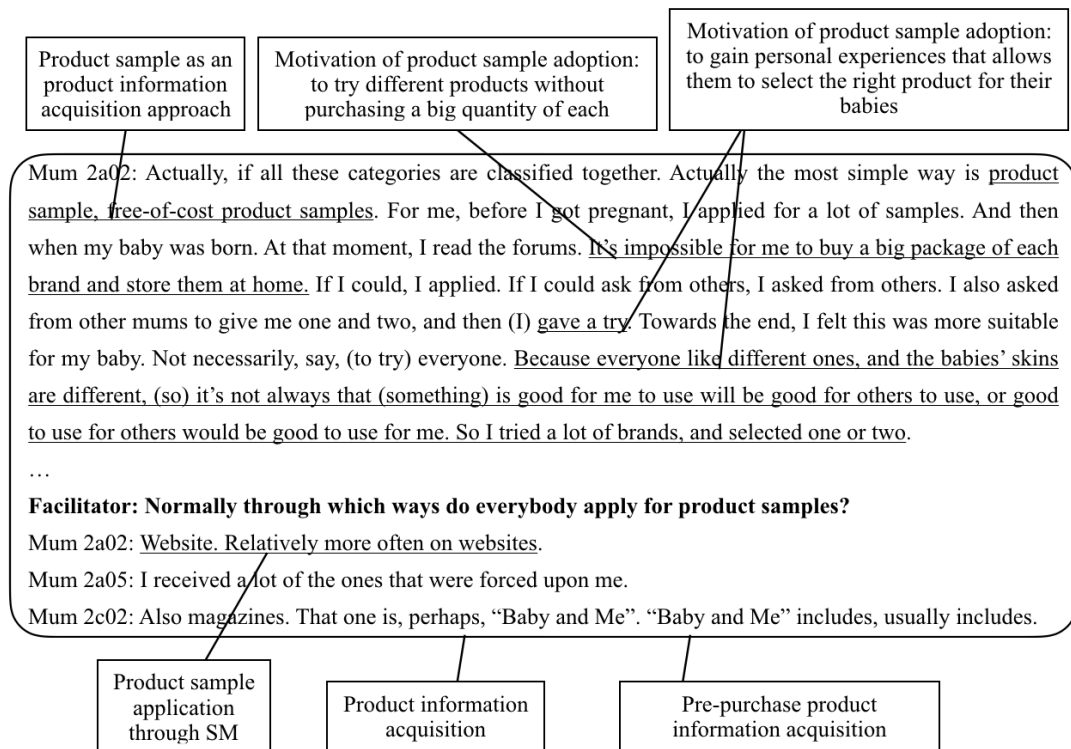 Product sample as an
product information
acquisition approach
Motivation of product sample adoption:
to try different products without
purchasing a big quantity of each
Motivation of product sample adoption:
to gain personal experiences that allows
them to select the right product for their
babies
Mum 2a02: Actually, if all these categories are classified together. Actually the most simple way is product
sample, free-of-cost product samples. For me, before I got pregnant, I applied for a lot of samples. And then
when my baby was born. At that moment, I read the forums. It’s impossible for me to buy a big package of each
brand and store them at home. If I could, I applied. If I could ask from others, I asked from others. I also asked
from other mums to give me one and two, and then (I) gave a try. Towards the end, I felt this was more suitable
for my baby. Not necessarily, say, (to try) everyone. Because everyone like different ones, and the babies’ skins
are different, (so) it’s not always that (something) is good for me to use will be good for others to use, or good
to use for others would be good to use for me. So I tried a lot of brands, and selected one or two.
…
Facilitator: Normally through which ways do everybody apply for product samples?
Mum 2a02: Website. Relatively more often on websites.
Mum 2a05: I received a lot of the ones that were forced upon me.
Mum 2c02: Also magazines. That one is, perhaps, “Baby and Me”. “Baby and Me” includes, usually includes.
Product sample
application
through SM
Product information
acquisition
Pre-purchase product
information acquisition